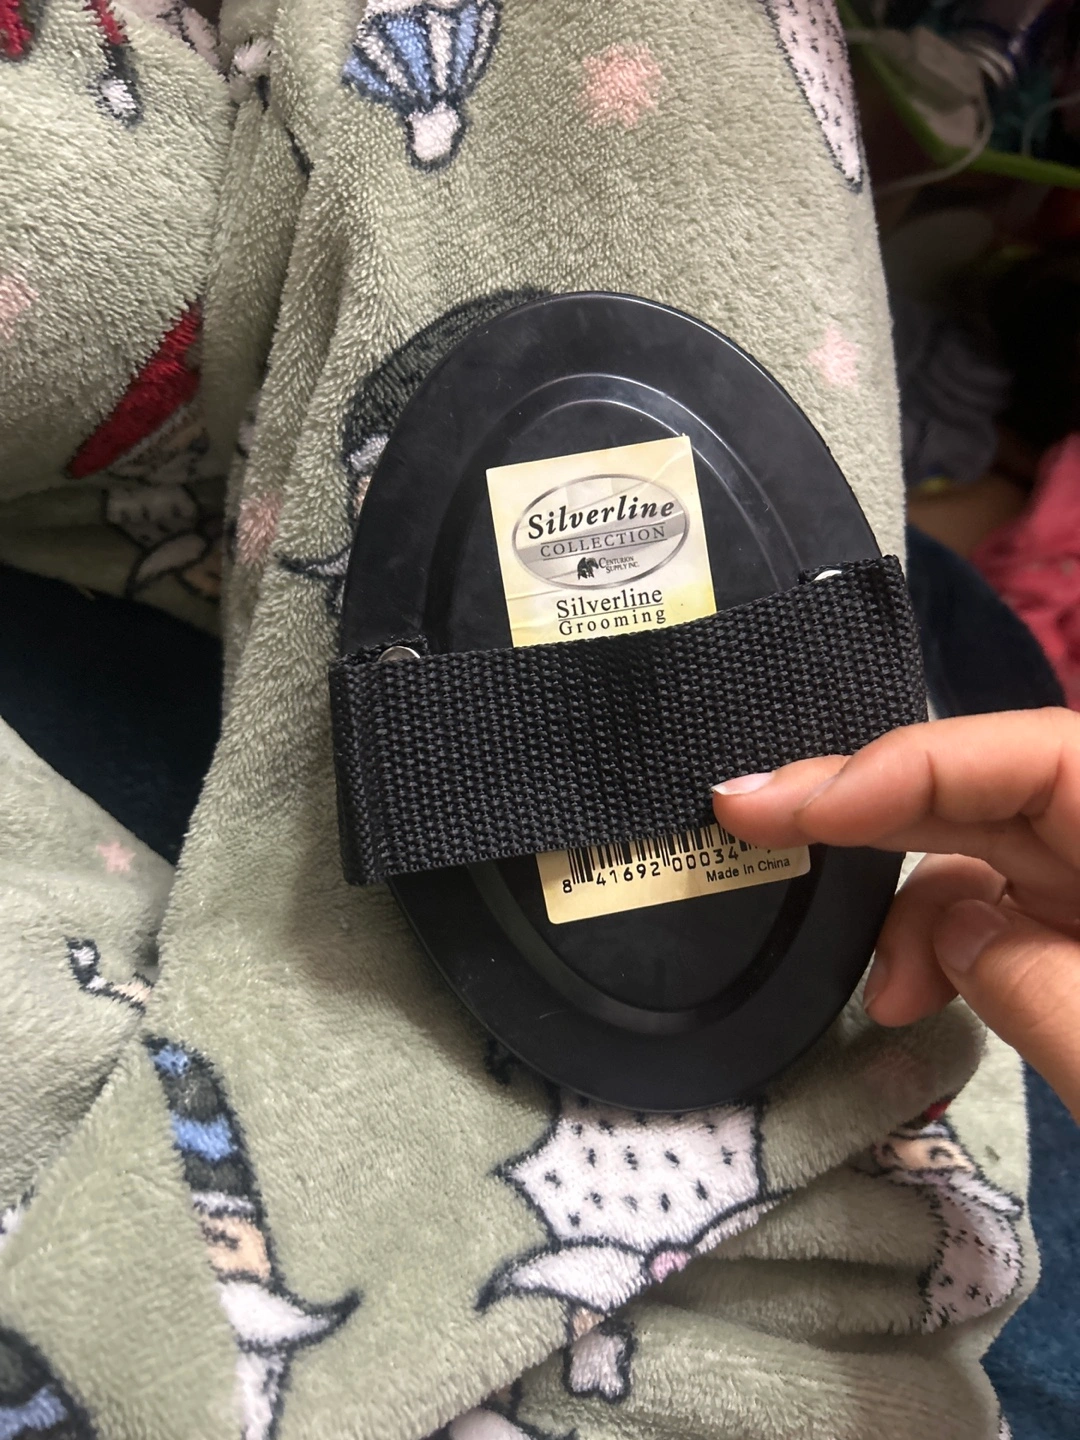 Silverline
COLLECTION
CENTURION
SUPPLY INC.
Silverline
Grooming
8 41692 00034
Made In China